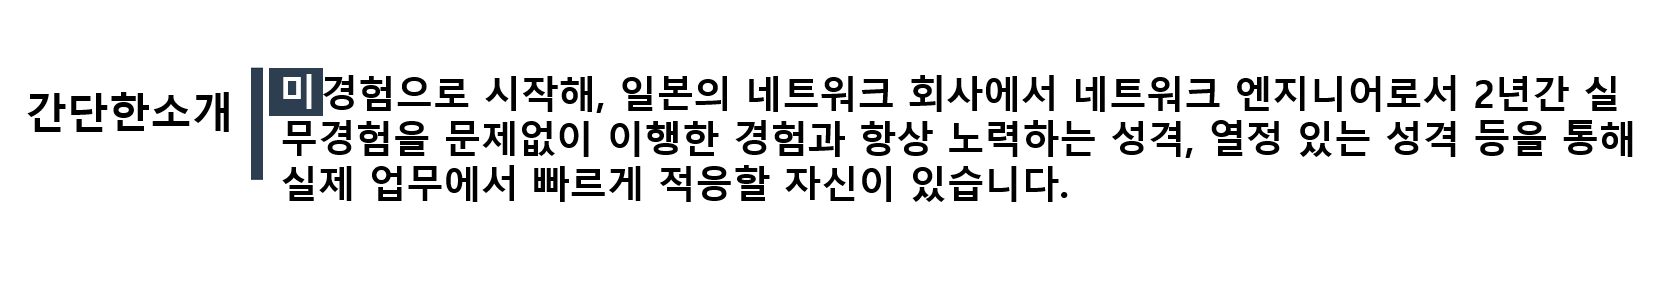 간단한소개
미경험으로 시작해, 일본의 네트워크 회사에서 네트워크 엔지니어로서 2년간 실
무경험을 문제없이 이행한 경험과 항상 노력하는 성격, 열정 있는 성격 등을 통해
실제 업무에서 빠르게 적응할 자신이 있습니다.